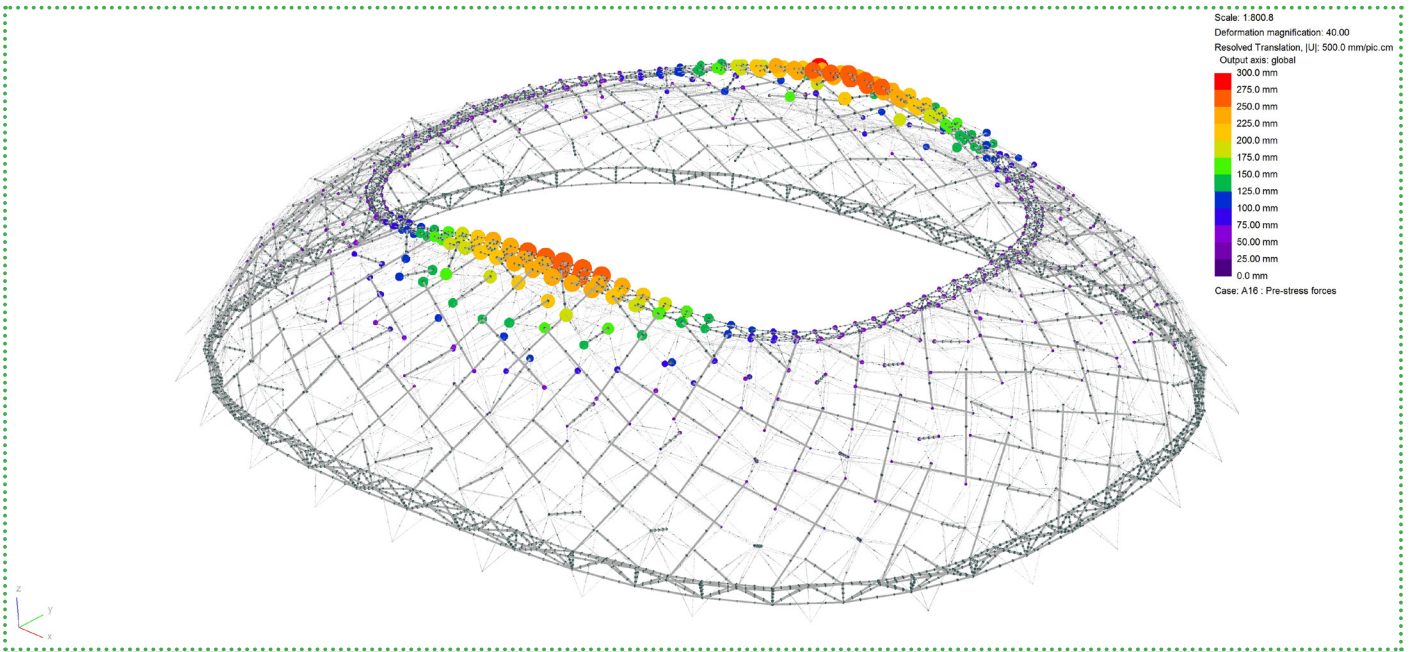 Scale: 1:800.8
Deformation magnification: 40.00
Resolved Translation, |U|: 500.0 mm/pic.cm
Output axis: global
300.0 mm
275.0 mm
250.0 mm
225.0 mm
200.0 mm
175.0 mm
150.0 mm
125.0 mm
100.0 mm
75.00 mm
50.00 mm
25.00 mm
0.0 mm
Case: A16 : Pre-stress forces
z
y
x